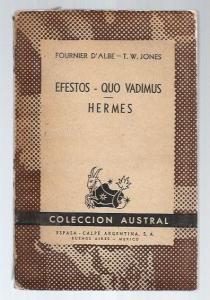 FOURNIER D'ALBE - T. W. JONES
EFESTOS - QUO VADIMUS
HERMES
COLECCION AUSTRAL
ESPASA - CALPE ARGENTINA, S. A.
BUENOS AIRES - MEXICO